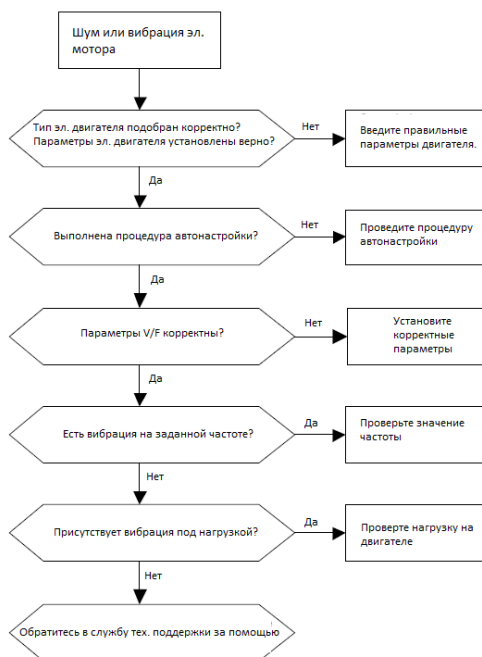 Шум или вибрация эл.
мотора
Тип эл. двигателя подобран корректно?
Параметры эл. двигателя установлены верно?
Нет
Введите правильные
параметры двигателя.
Да
Выполнена процедура автонастройки?
Нет
Проведите процедуру
автонастройки
Да
Параметры V/F корректны?
Нет
Установите
корректные
параметры
Да
Есть вибрация на заданной частоте?
Да
Проверьте значение
частоты
Нет
Присутствует вибрация под нагрузкой?
Да
Проверте нагрузку на
двигателе
Нет
Обратитесь в службу тех. поддержки за помощью